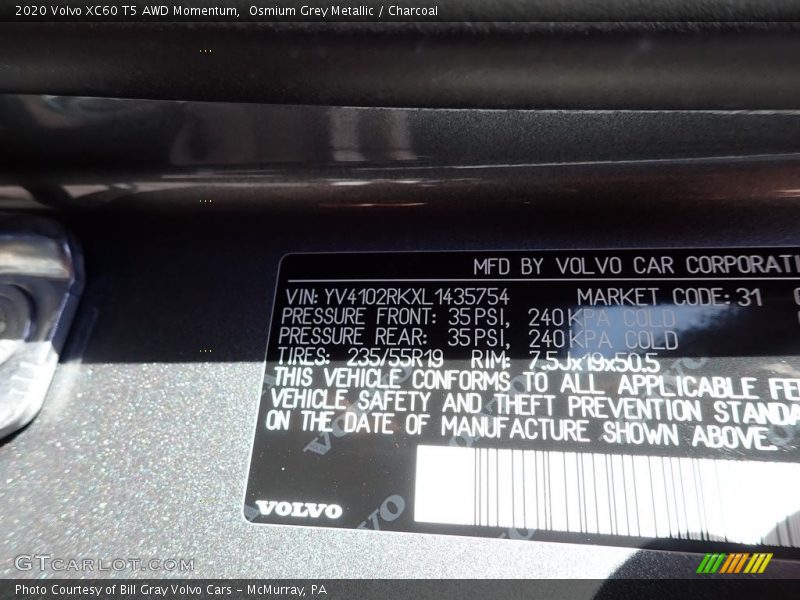 2020 Volvo XC60 T5 AWD Momentum, Osmium Grey Metallic / Charcoal
MFD BY VOLVO CAR CORPORATI
VIN: YV4102RKXL1435754 MARKET CODE: 31
PRESSURE FRONT: 35PSI, 240KPA COLD
PRESSURE REAR: 35PSI, 240KPA COLD
TIRES: 235/55R19 RIM: 7.5Jx19x50.5
THIS VEHICLE CONFORMS TO ALL APPLICABLE FE
VEHICLE SAFETY AND THEFT PREVENTION STANDA
ON THE DATE OF MANUFACTURE SHOWN ABOVE.
VOLVO
GTCARLOT.COM
Photo Courtesy of Bill Gray Volvo Cars - McMurray, PA